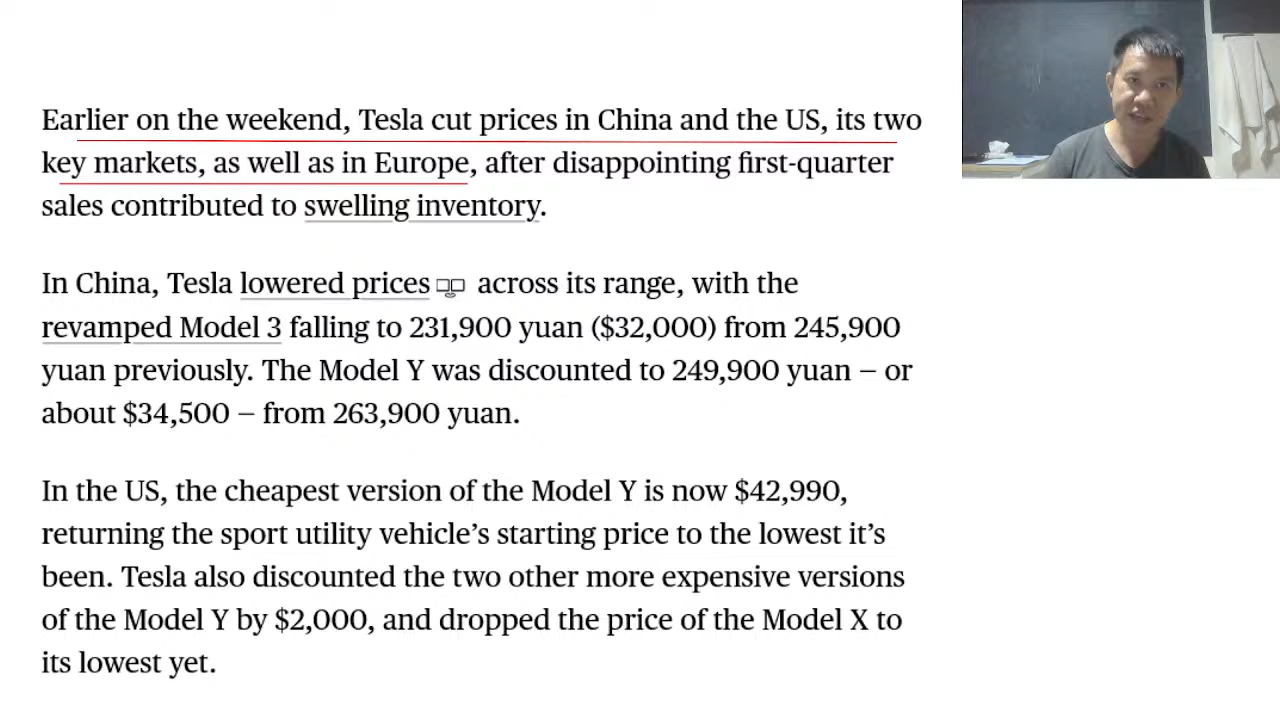 Earlier on the weekend, Tesla cut prices in China and the US, its two
key markets, as well as in Europe, after disappointing first-quarter
sales contributed to swelling inventory.
In China, Tesla lowered prices across its range, with the
revamped Model 3 falling to 231,900 yuan ($32,000) from 245,900
yuan previously. The Model Y was discounted to 249,900 yuan – or
about $34,500 – from 263,900 yuan.
In the US, the cheapest version of the Model Y is now $42,990,
returning the sport utility vehicle’s starting price to the lowest it’s
been. Tesla also discounted the two other more expensive versions
of the Model Y by $2,000, and dropped the price of the Model X to
its lowest yet.